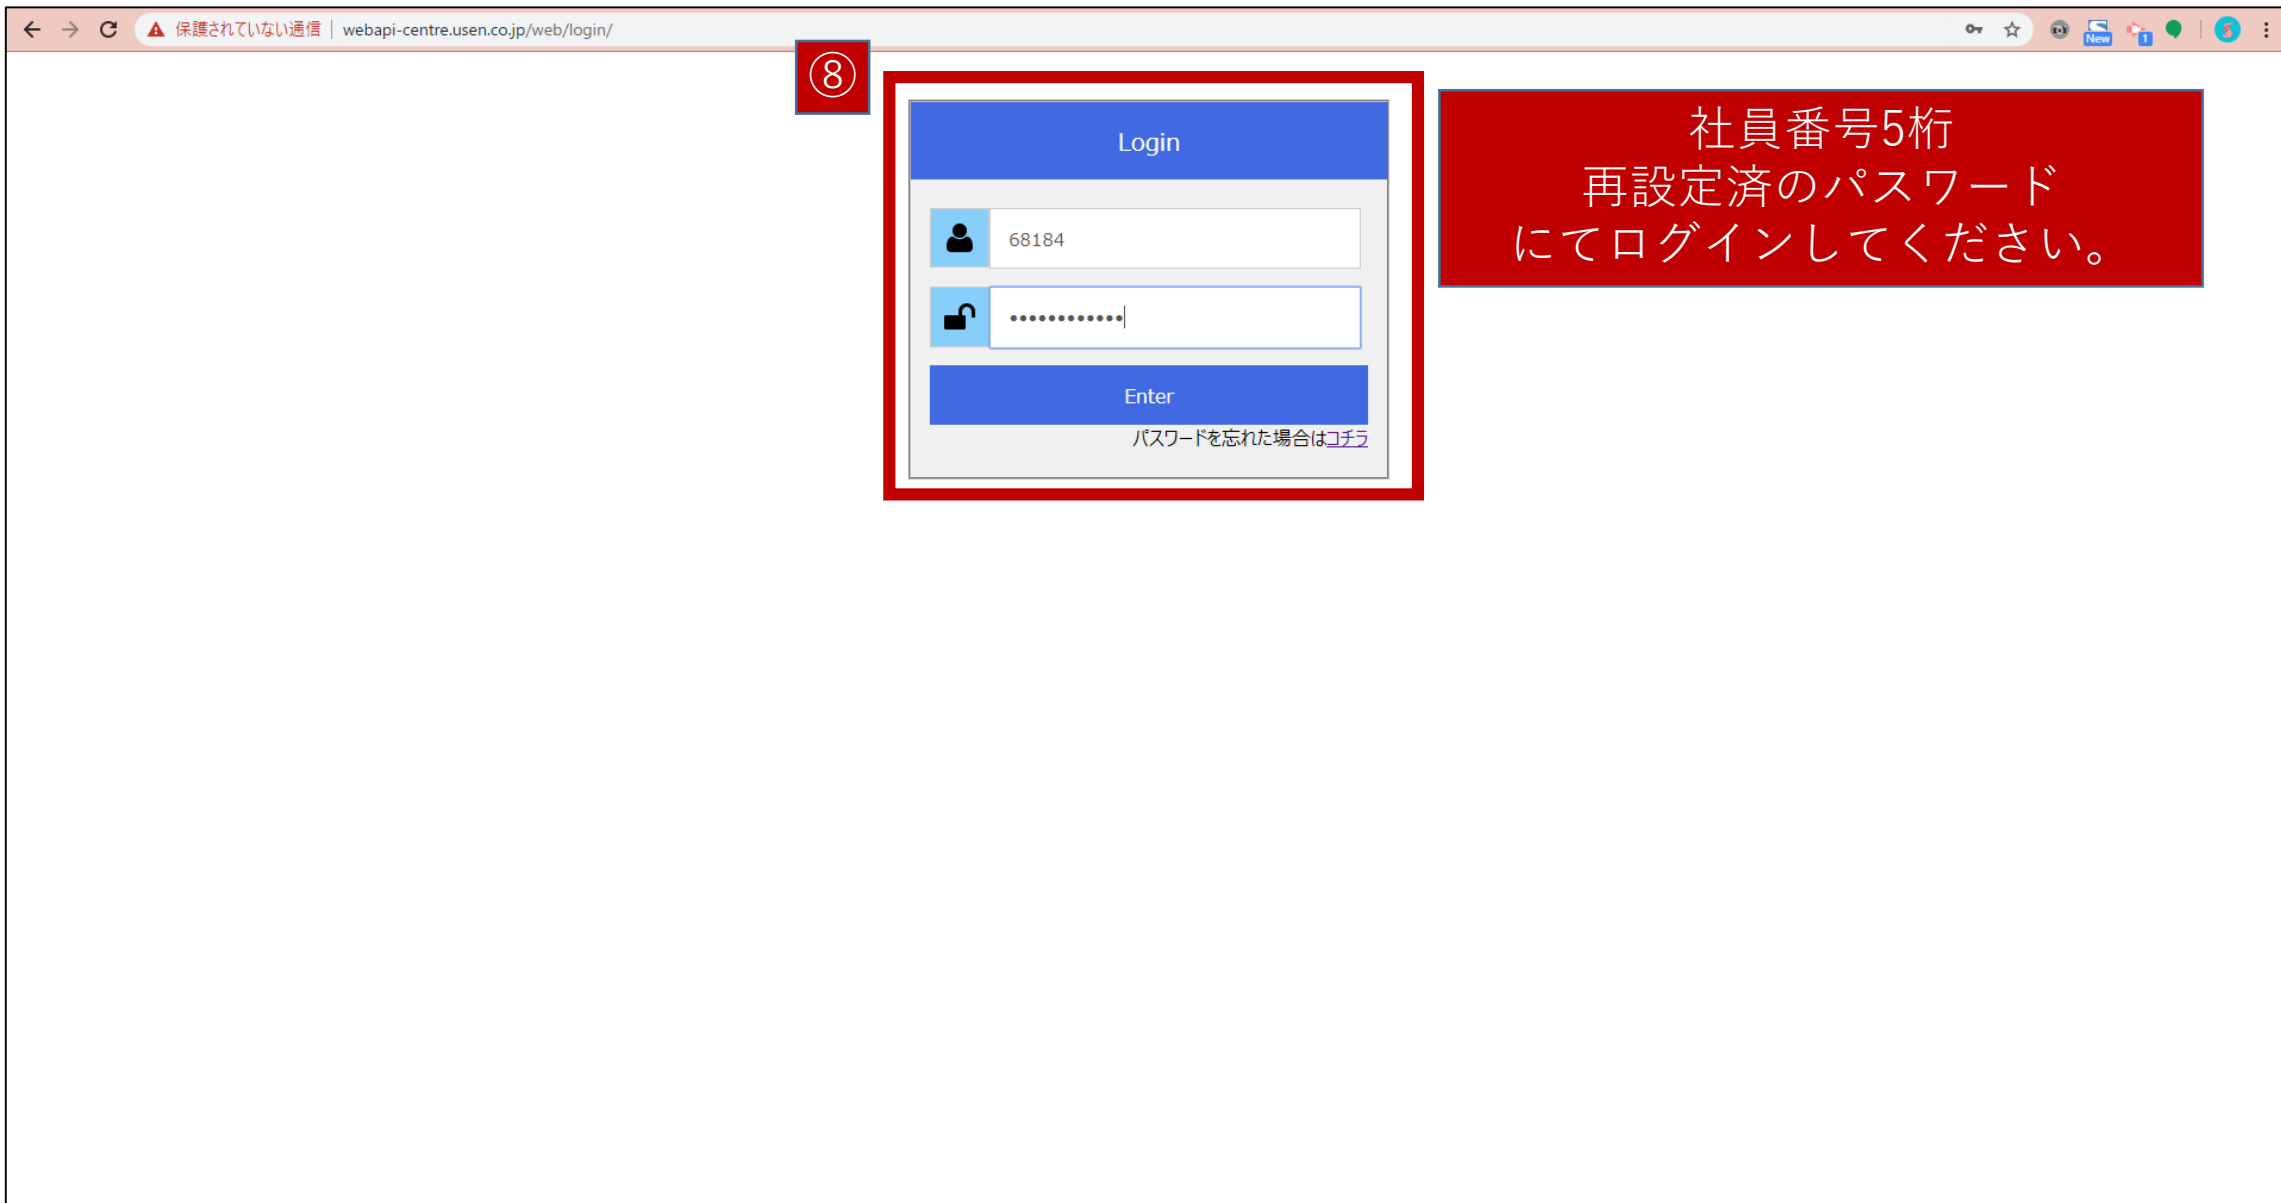 保護されていない通信 | webapi-centre.usen.co.jp/web/login/
New
1
⑧
Login
68184
••••••••••••
Enter
パスワードを忘れた場合はコチラ
社員番号5桁
再設定済のパスワード
にてログインしてください。